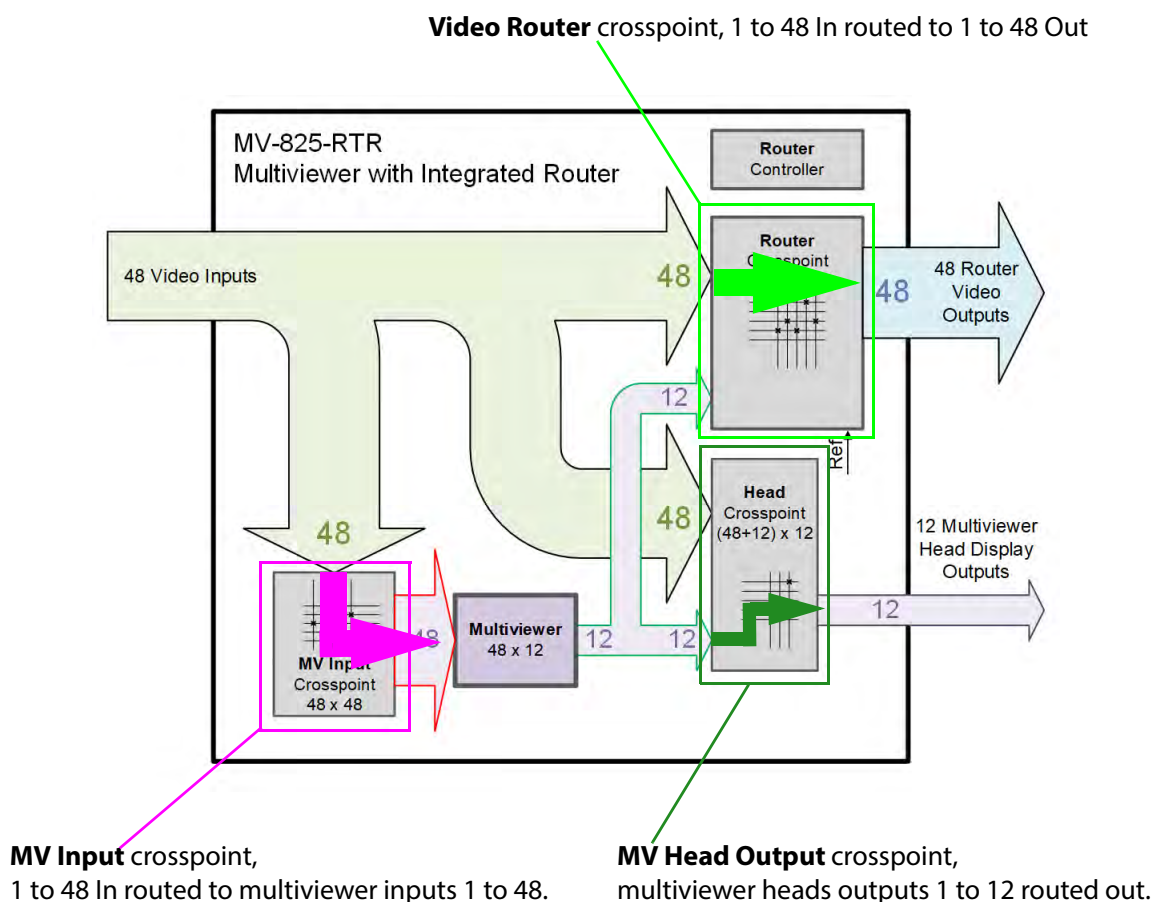 Video Router crosspoint, 1 to 48 In routed to 1 to 48 Out
MV-825-RTR
Multiviewer with Integrated Router
Router
Controller
Router
Crosspoint
48 Video Inputs
48
48
48 Router
Video
Outputs
12
Ref
48
48
Head
Crosspoint
(48+12) x 12
12 Multiviewer
Head Display
Outputs
12
48
Multiviewer
48 x 12
12
12
MV Input
Crosspoint
48 x 48
MV Input crosspoint,
1 to 48 In routed to multiviewer inputs 1 to 48.
MV Head Output crosspoint,
multiviewer heads outputs 1 to 12 routed out.